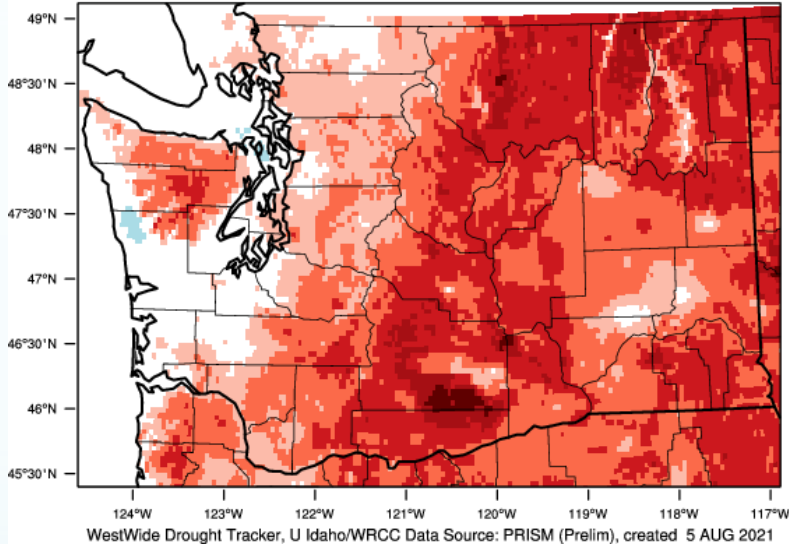 49°N
48°30'N
48°N
47°30'N
47°N
46°30'N
46°N
45°30'N
124°W 123°W 122°W 121°W 120°W 119°W 118°W 117°W
WestWide Drought Tracker, U Idaho/WRCC Data Source: PRISM (Prelim), created 5 AUG 2021